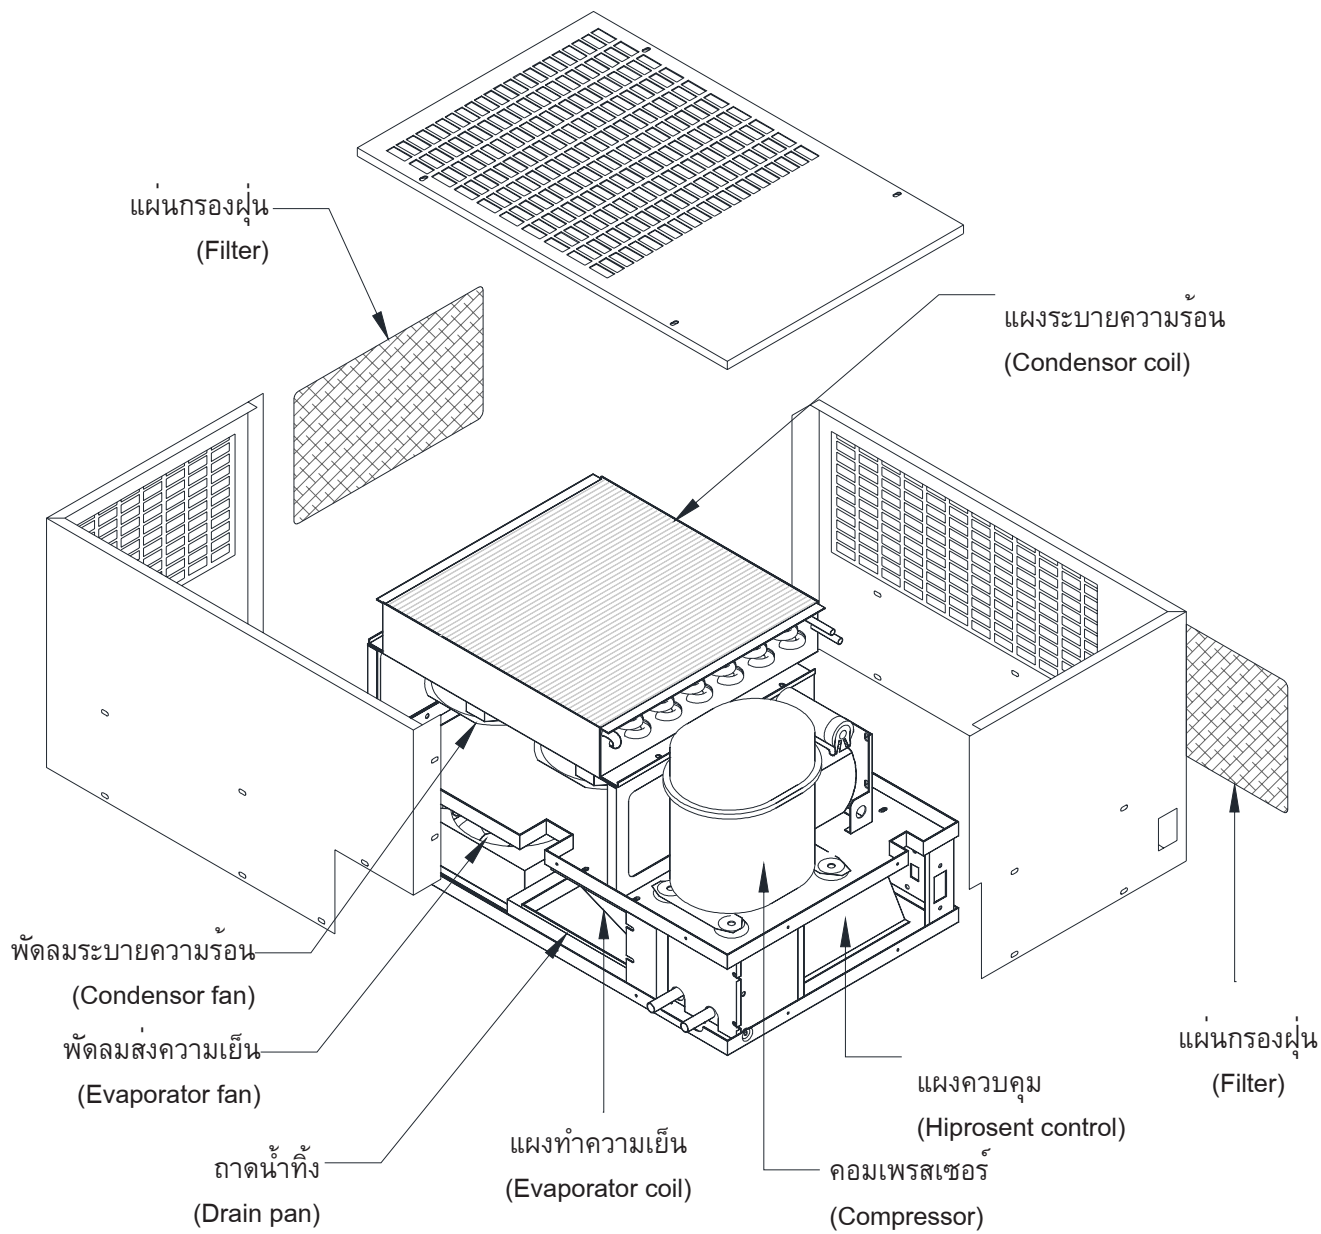 แผ่นกรองฝุ่น
(Filter)
แผงระบายความร้อน
(Condensor coil)
พัดลมระบายความร้อน
(Condensor fan)
พัดลมส่งความเย็น
(Evaporator fan)
ถาดน้ำทิ้ง
(Drain pan)
แผงทำความเย็น
(Evaporator coil)
คอมเพรสเซอร์
(Compressor)
แผงควบคุม
(Hiprosent control)
แผ่นกรองฝุ่น
(Filter)